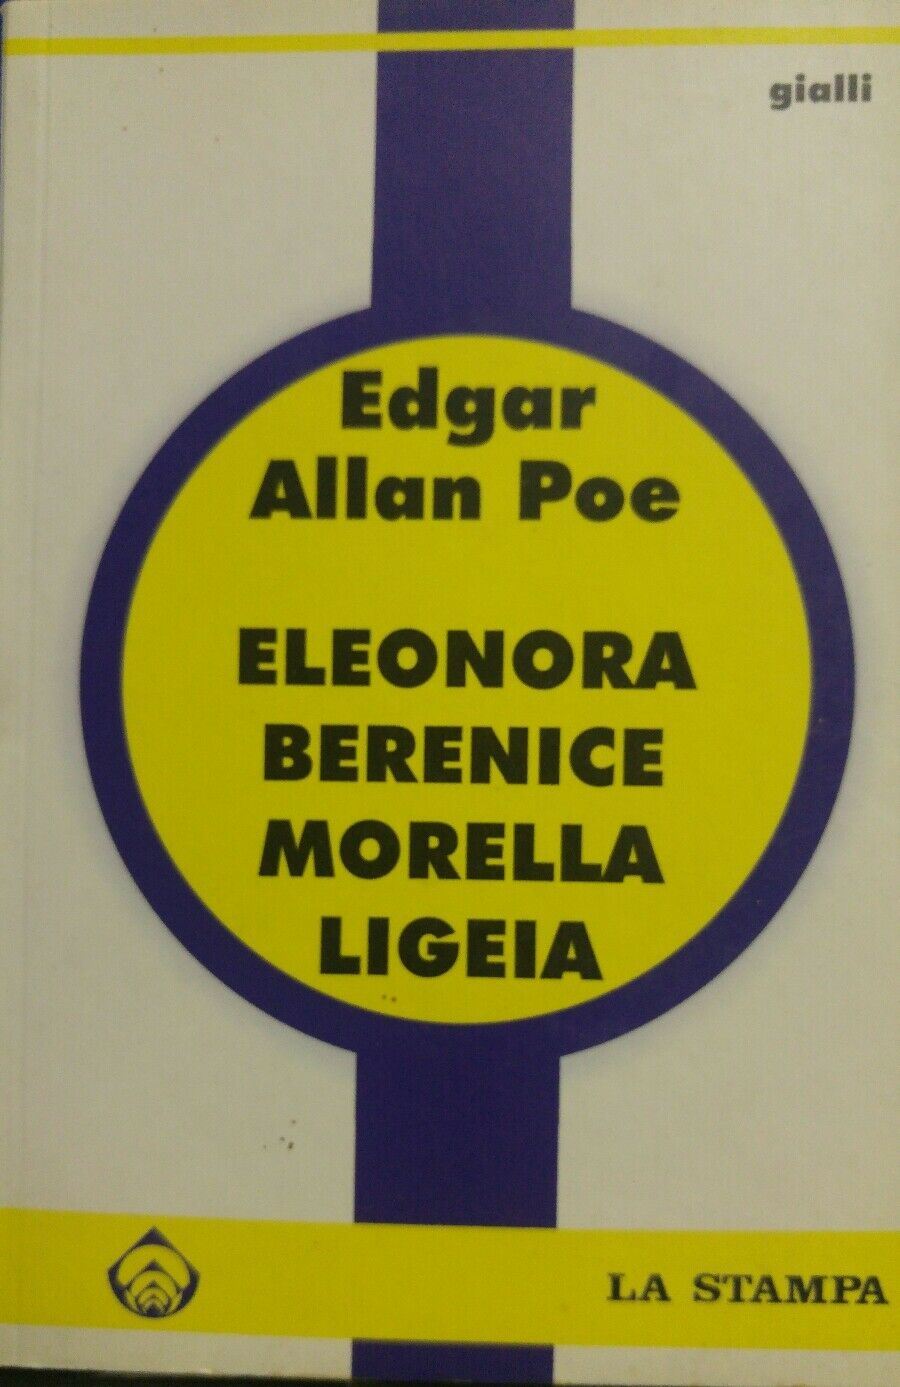 gialli
Edgar
Allan Poe
ELEONORA
BERENICE
MORELLA
LIGEIA
LA STAMPA